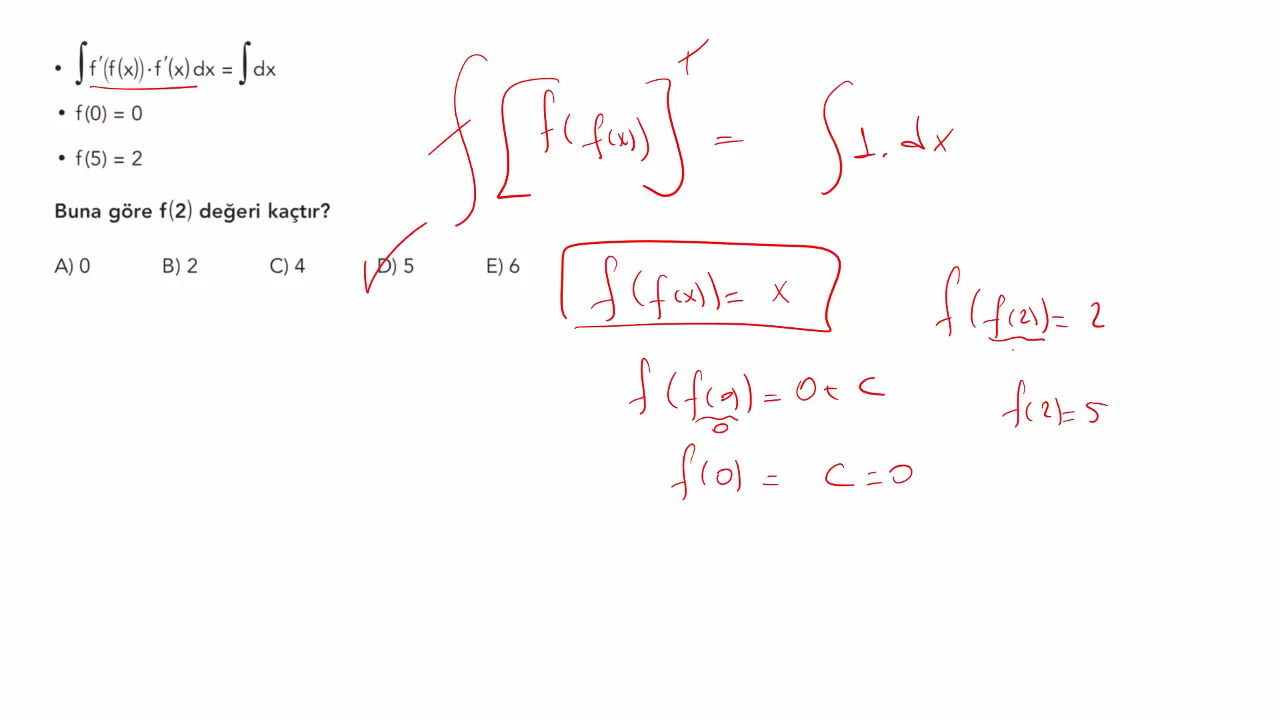 • ∫ f'(f(x))·f'(x) dx = ∫ dx
• f(0) = 0
• f(5) = 2
Buna göre f(2) değeri kaçtır?
A) 0 B) 2 C) 4 D) 5 E) 6
∫ [f(f(x))]' = ∫ 1. dx
f(f(x)) = x
f(f(0)) = 0 + C
0
f(0) = C = 0
f(f(2)) = 2
f(2) = 5